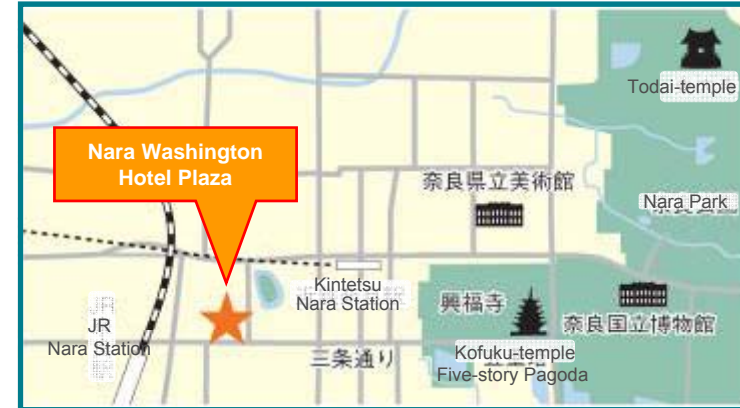 Todai-temple
Nara Washington
Hotel Plaza
奈良県立美術館
Nara Park
Kintetsu
Nara Station
興福寺
奈良国立博物館
JR
Nara Station
三条通り
Kofuku-temple
Five-story Pagoda